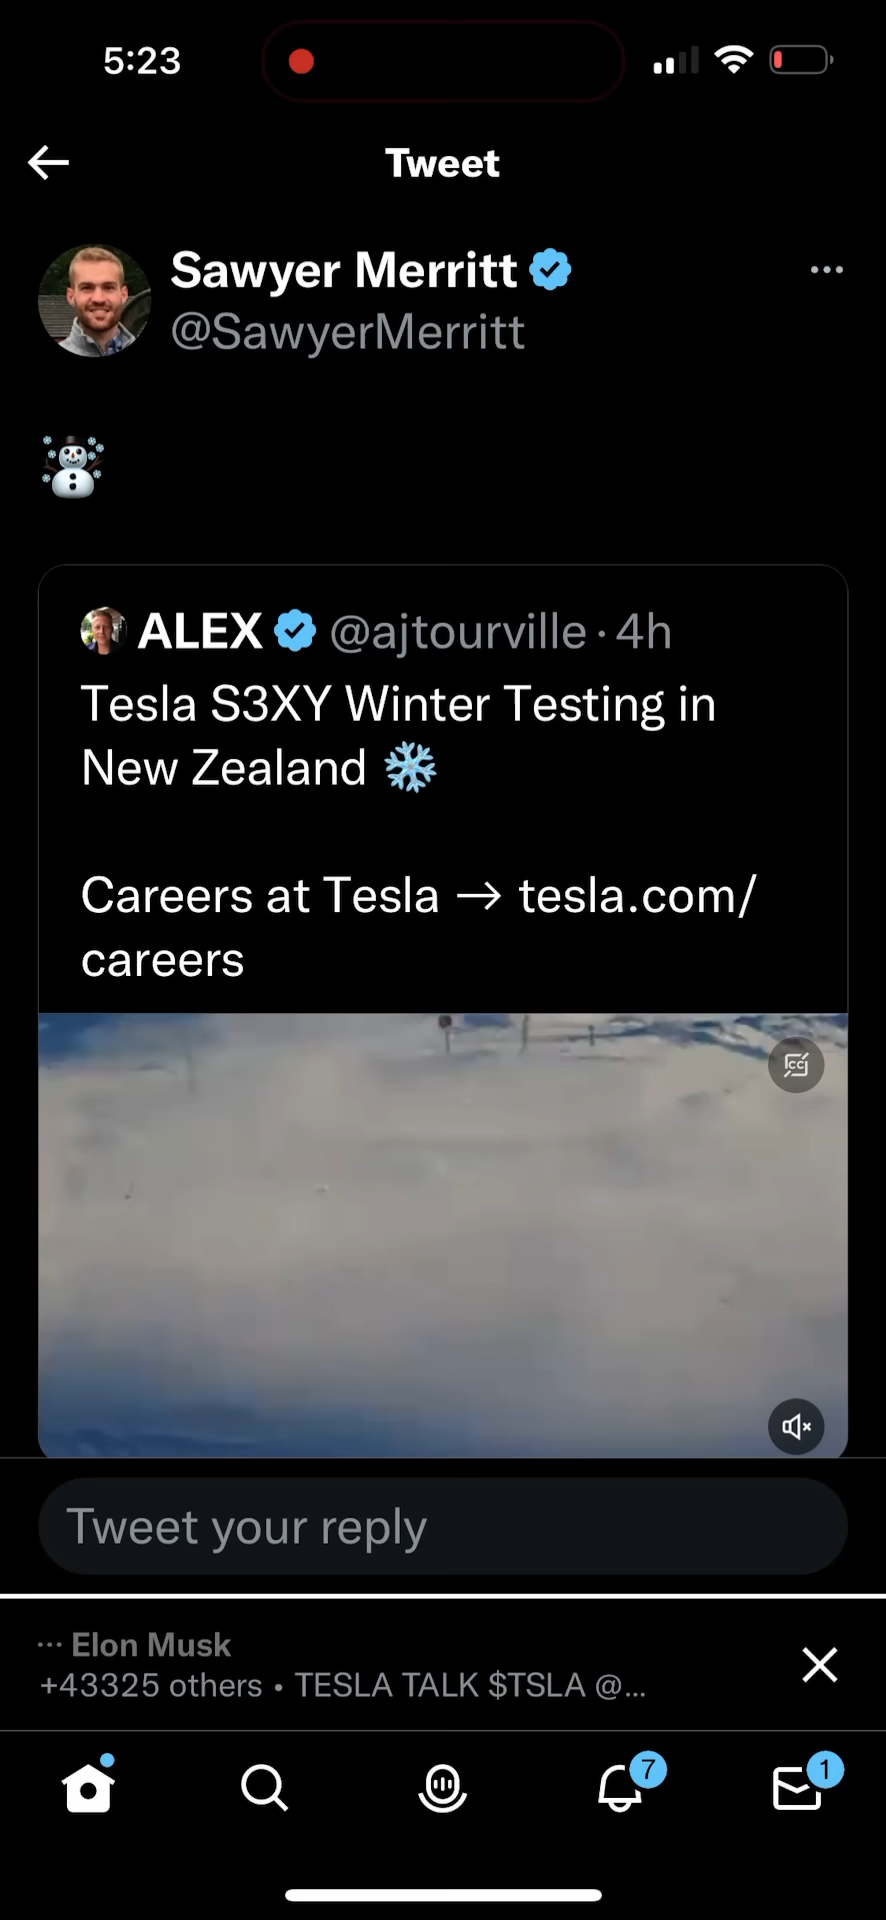 5:23
Tweet
Sawyer Merritt
@SawyerMerritt
ALEX @ajtourville · 4h
Tesla S3XY Winter Testing in
New Zealand
Careers at Tesla → tesla.com/
careers
CC
Tweet your reply
··· Elon Musk
+43325 others • TESLA TALK $TSLA @...
7
1